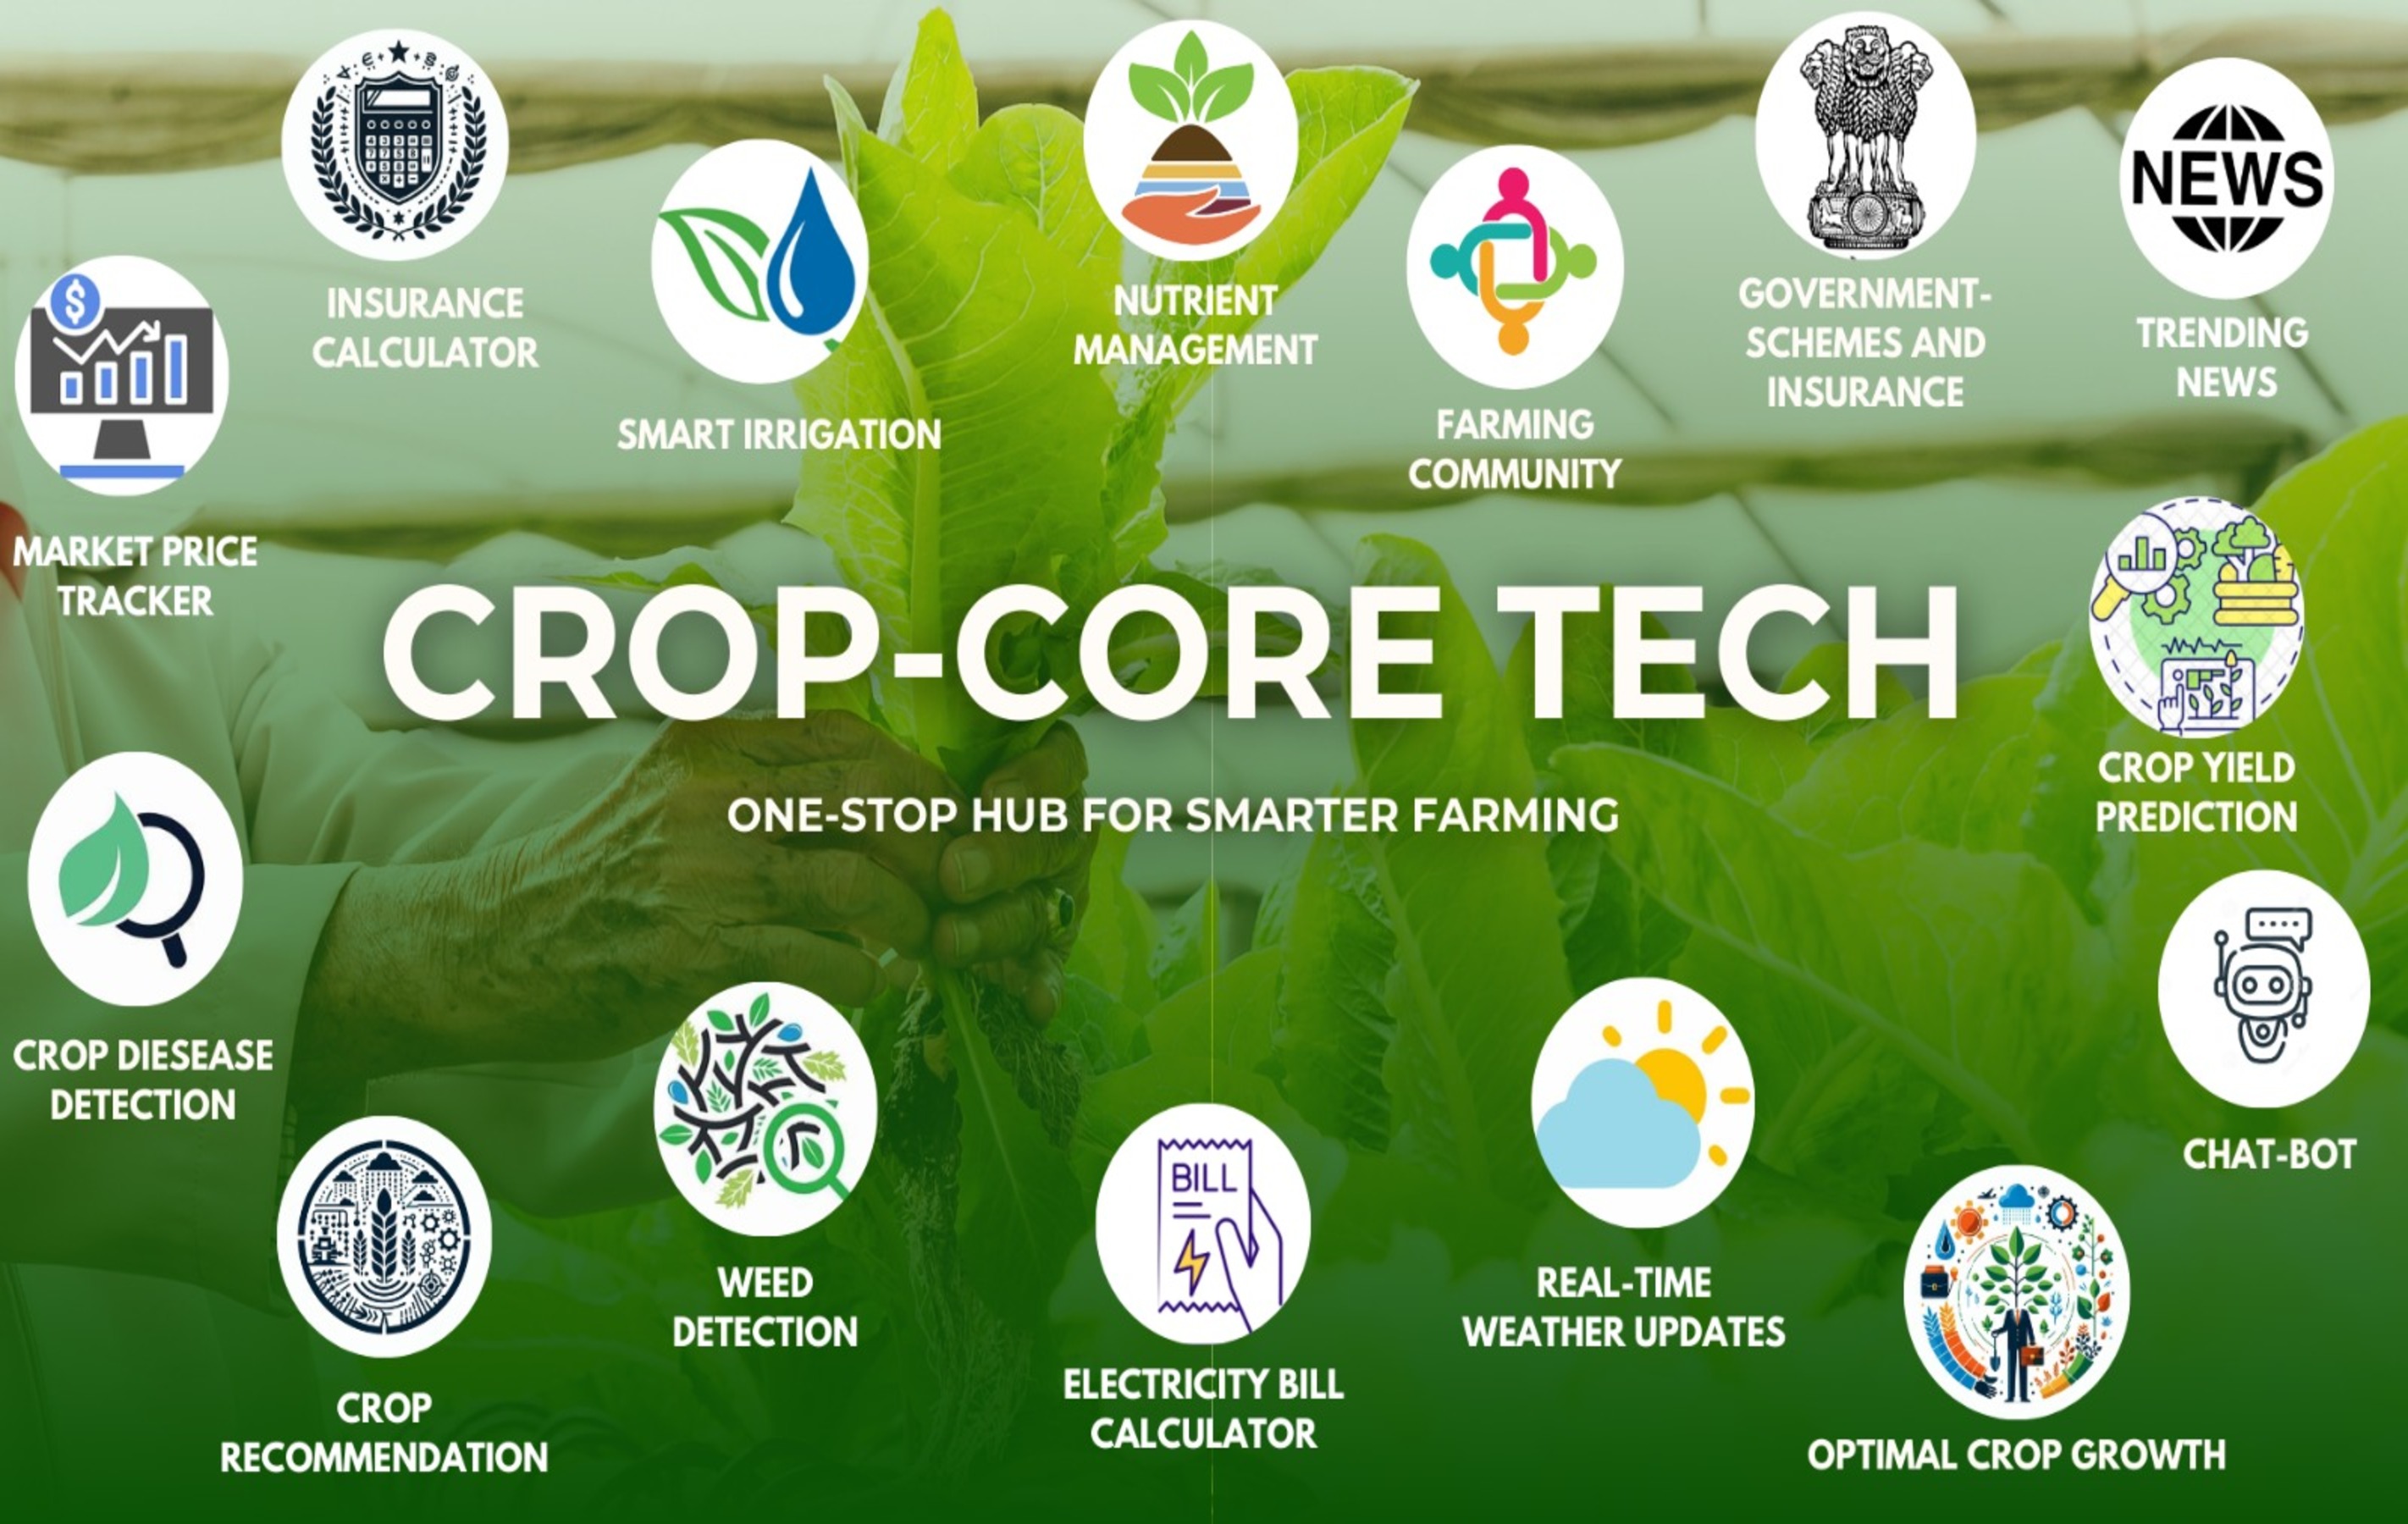 INSURANCE
CALCULATOR
SMART IRRIGATION
NUTRIENT
MANAGEMENT
FARMING
COMMUNITY
GOVERNMENT-
SCHEMES AND
INSURANCE
NEWS
TRENDING
NEWS
$
MARKET PRICE
TRACKER
CROP-CORE TECH
ONE-STOP HUB FOR SMARTER FARMING
CROP YIELD
PREDICTION
CROP DIESEASE
DETECTION
CHAT-BOT
CROP
RECOMMENDATION
WEED
DETECTION
BILL
ELECTRICITY BILL
CALCULATOR
REAL-TIME
WEATHER UPDATES
OPTIMAL CROP GROWTH